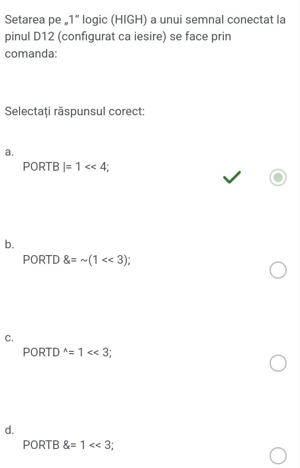 Setarea pe „1” logic (HIGH) a unui semnal conectat la
pinul D12 (configurat ca iesire) se face prin
comanda:
Selectați răspunsul corect:
a.
PORTB |= 1 << 4;
b.
PORTD &= ~(1 << 3);
c.
PORTD ^= 1 << 3;
d.
PORTB &= 1 << 3;